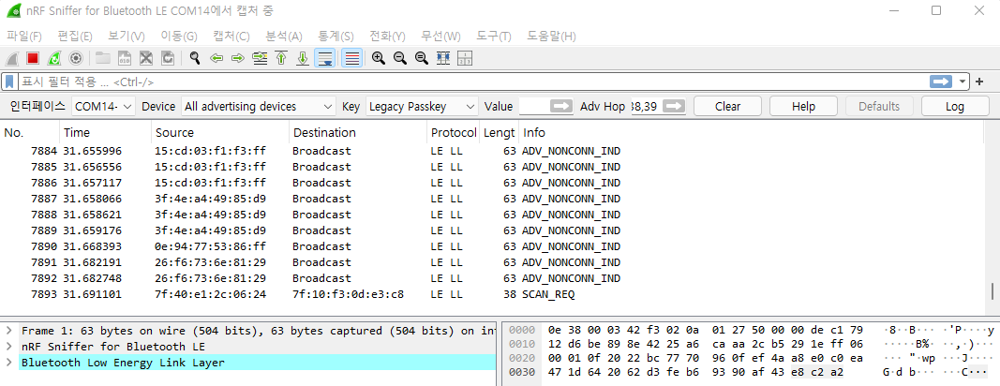 nRF Sniffer for Bluetooth LE COM14에서 캡처 중
파일(F) 편집(E) 보기(V) 이동(G) 캡처(C) 분석(A) 통계(S) 전화(Y) 무선(W) 도구(T) 도움말(H)
표시 필터 적용 ... <Ctrl-/>
인터페이스 COM14- Device All advertising devices Key Legacy Passkey Value Adv Hop 38,39 Clear Help Defaults Log
No. Time Source Destination Protocol Lengt Info
7884 31.655996 15:cd:03:f1:f3:ff Broadcast LE LL 63 ADV_NONCONN_IND
7885 31.656556 15:cd:03:f1:f3:ff Broadcast LE LL 63 ADV_NONCONN_IND
7886 31.657117 15:cd:03:f1:f3:ff Broadcast LE LL 63 ADV_NONCONN_IND
7887 31.658066 3f:4e:a4:49:85:d9 Broadcast LE LL 63 ADV_NONCONN_IND
7888 31.658621 3f:4e:a4:49:85:d9 Broadcast LE LL 63 ADV_NONCONN_IND
7889 31.659176 3f:4e:a4:49:85:d9 Broadcast LE LL 63 ADV_NONCONN_IND
7890 31.668393 0e:94:77:53:86:ff Broadcast LE LL 63 ADV_NONCONN_IND
7891 31.682191 26:f6:73:6e:81:29 Broadcast LE LL 63 ADV_NONCONN_IND
7892 31.682748 26:f6:73:6e:81:29 Broadcast LE LL 63 ADV_NONCONN_IND
7893 31.691101 7f:40:e1:2c:06:24 7f:10:f3:0d:e3:c8 LE LL 38 SCAN_REQ
Frame 1: 63 bytes on wire (504 bits), 63 bytes captured (504 bits) on int
nRF Sniffer for Bluetooth LE
Bluetooth Low Energy Link Layer
0000 0e 38 00 03 42 f3 02 0a 01 27 50 00 00 de c1 79 ·8··B··· ·'P····y
0010 12 d6 be 89 8e 42 25 a6 ca aa 2c b5 29 1e ff 06 ·····B%· ··,·)···
0020 00 01 0f 20 22 bc 77 70 96 0f ef 4a a8 e0 c0 ea ··· "·wp ···J····
0030 47 1d 64 20 62 d3 fe b6 93 90 af 43 e8 c2 a2 G·d b··· ···C···